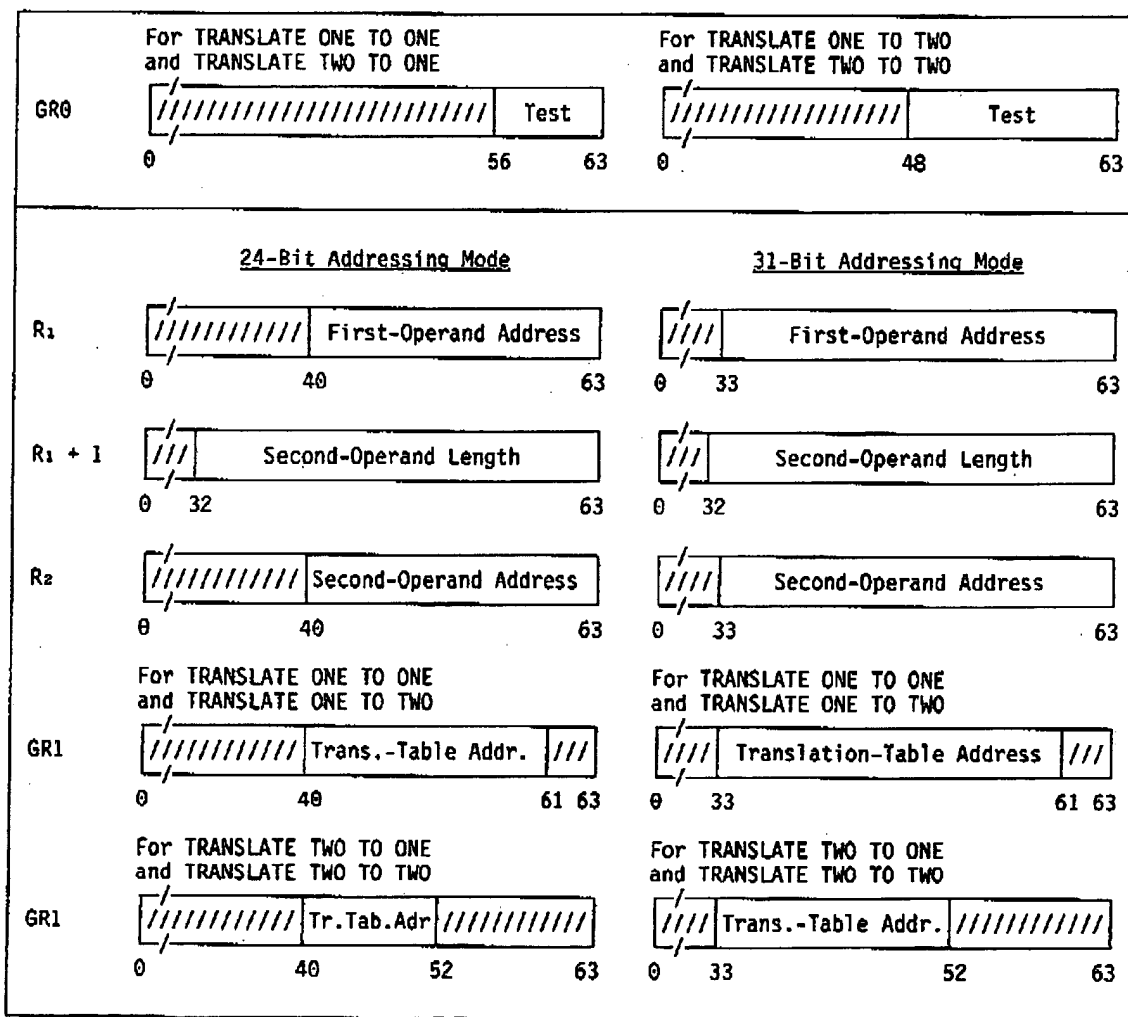 For TRANSLATE ONE TO ONE
and TRANSLATE TWO TO ONE
For TRANSLATE ONE TO TWO
and TRANSLATE TWO TO TWO
GR0
Test
Test
0 56 63
0 48 63
24-Bit Addressing Mode
31-Bit Addressing Mode
R1
First-Operand Address
First-Operand Address
0 40 63
0 33 63
R1 + 1
Second-Operand Length
Second-Operand Length
0 32 63
0 32 63
R2
Second-Operand Address
Second-Operand Address
0 40 63
0 33 63
For TRANSLATE ONE TO ONE
and TRANSLATE ONE TO TWO
For TRANSLATE ONE TO ONE
and TRANSLATE ONE TO TWO
GR1
Trans.-Table Addr.
Translation-Table Address
0 40 61 63
0 33 61 63
For TRANSLATE TWO TO ONE
and TRANSLATE TWO TO TWO
For TRANSLATE TWO TO ONE
and TRANSLATE TWO TO TWO
GR1
Tr.Tab.Adr
Trans.-Table Addr.
0 40 52 63
0 33 52 63